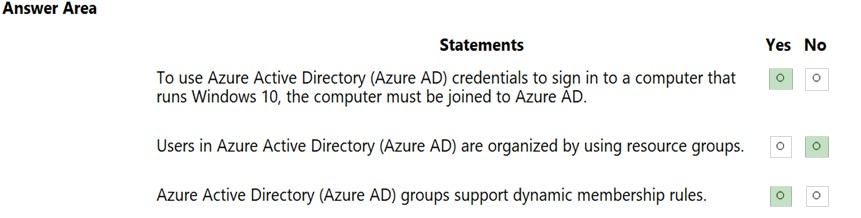 Answer Area
Statements Yes No
To use Azure Active Directory (Azure AD) credentials to sign in to a computer that
runs Windows 10, the computer must be joined to Azure AD.
Users in Azure Active Directory (Azure AD) are organized by using resource groups.
Azure Active Directory (Azure AD) groups support dynamic membership rules.